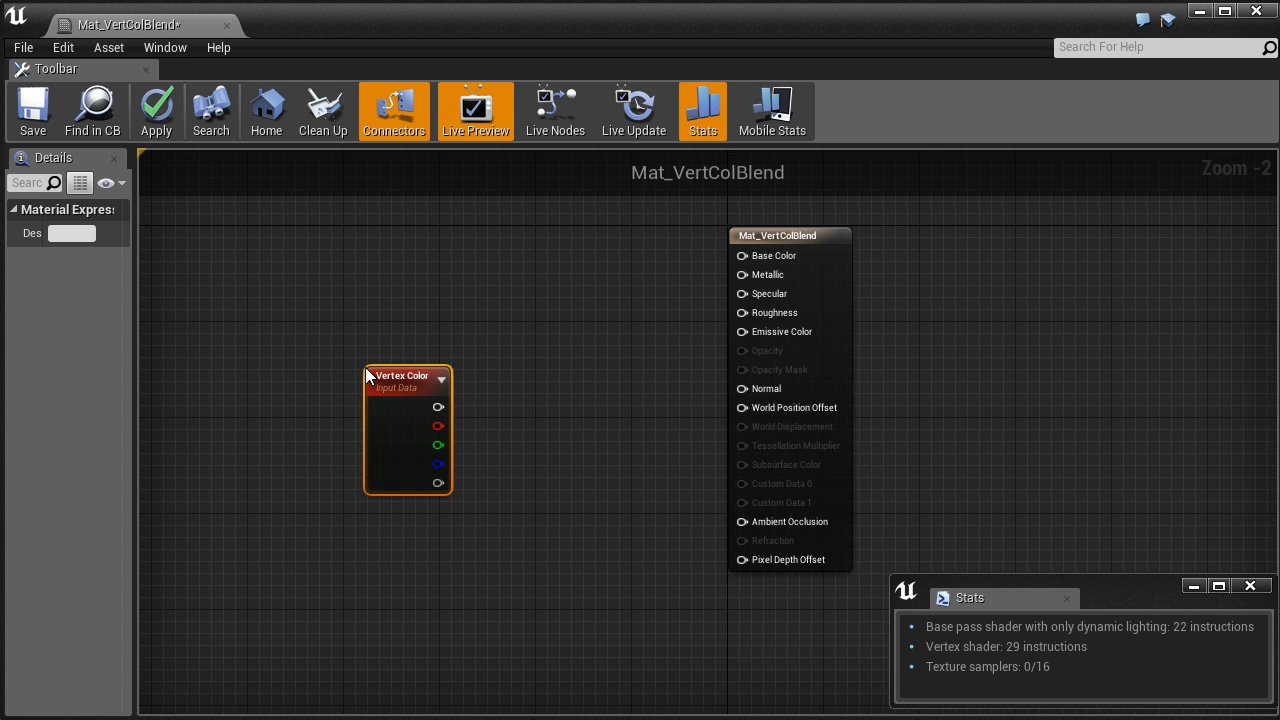 Mat_VertColBlend*
File Edit Asset Window Help
Search For Help
Toolbar
Save Find in CB Apply Search Home Clean Up Connectors Live Preview Live Nodes Live Update Stats Mobile Stats
Details
Searc
Material Expres
Des
Mat_VertColBlend
Zoom -2
Vertex Color
Input Data
Mat_VertColBlend
Base Color
Metallic
Specular
Roughness
Emissive Color
Opacity
Opacity Mask
Normal
World Position Offset
World Displacement
Tessellation Multiplier
Subsurface Color
Custom Data 0
Custom Data 1
Ambient Occlusion
Refraction
Pixel Depth Offset
Stats
Base pass shader with only dynamic lighting: 22 instructions
Vertex shader: 29 instructions
Texture samplers: 0/16